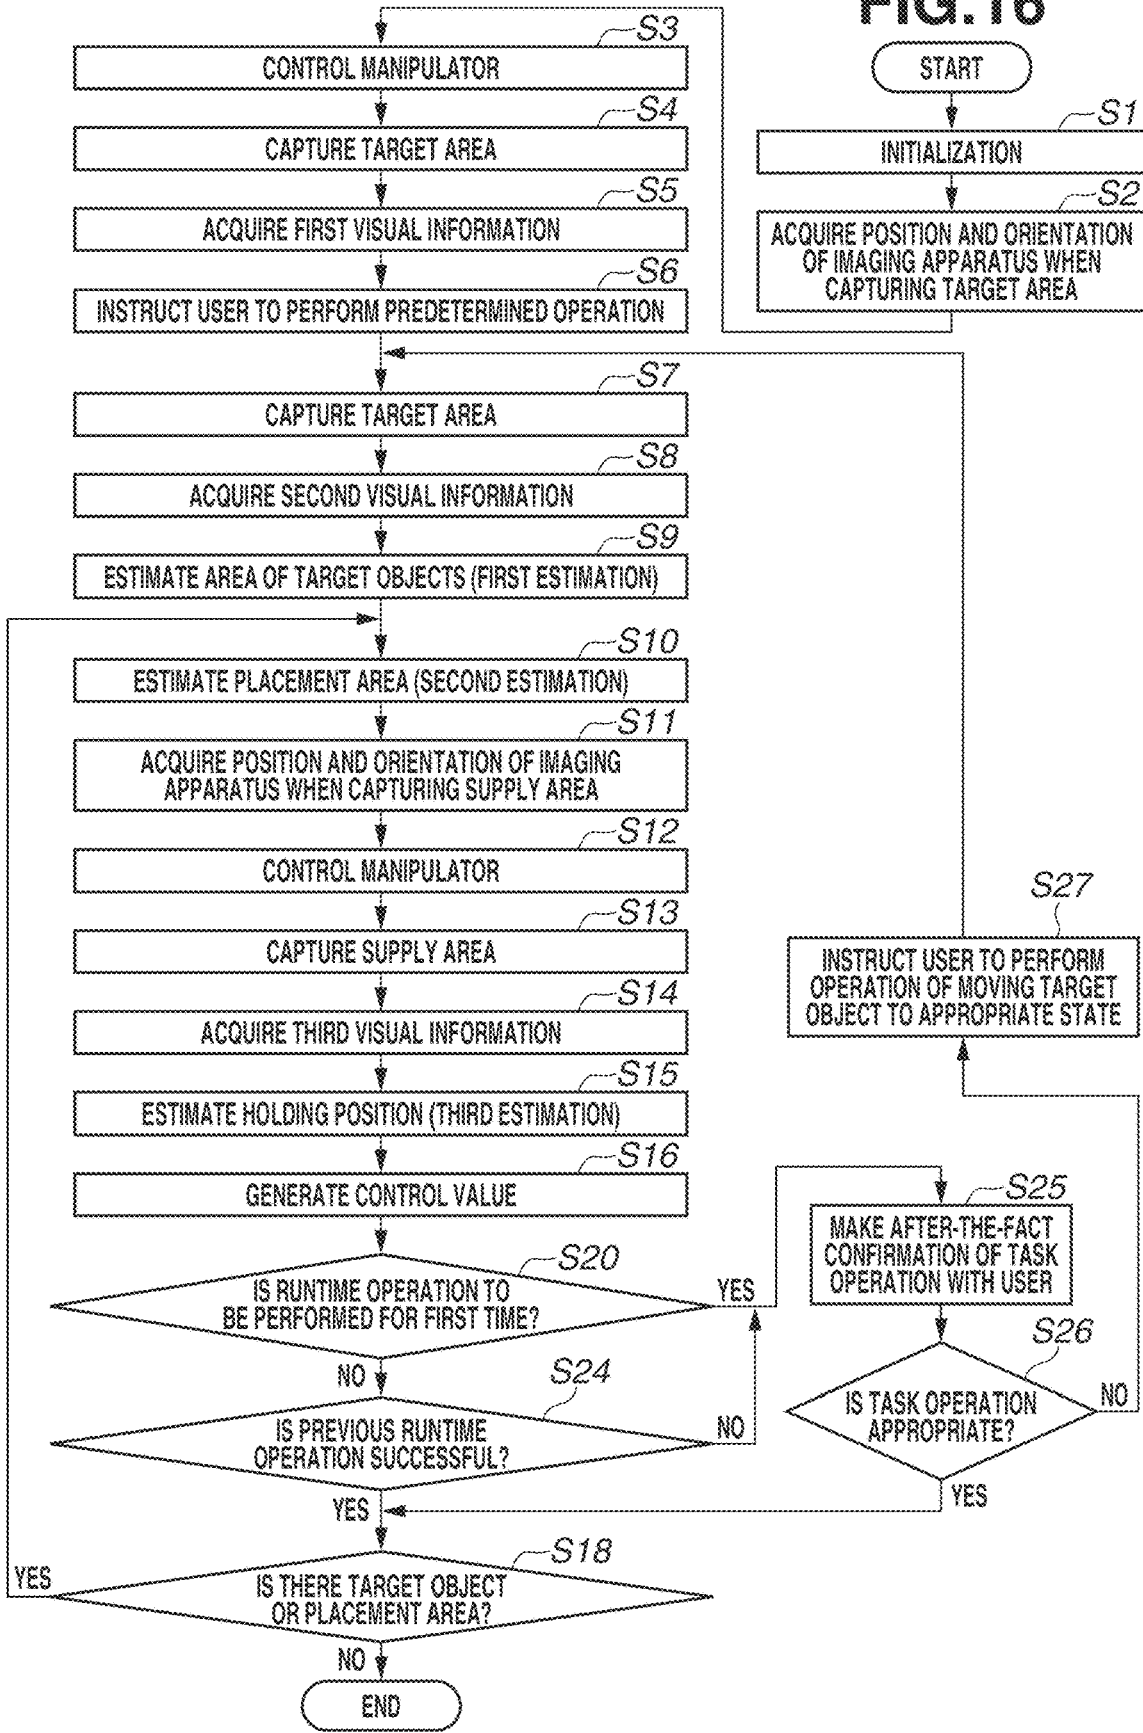 FIG.16
START
S1
INITIALIZATION
S2
ACQUIRE POSITION AND ORIENTATION
OF IMAGING APPARATUS WHEN
CAPTURING TARGET AREA
S3
CONTROL MANIPULATOR
S4
CAPTURE TARGET AREA
S5
ACQUIRE FIRST VISUAL INFORMATION
S6
INSTRUCT USER TO PERFORM PREDETERMINED OPERATION
S7
CAPTURE TARGET AREA
S8
ACQUIRE SECOND VISUAL INFORMATION
S9
ESTIMATE AREA OF TARGET OBJECTS (FIRST ESTIMATION)
S10
ESTIMATE PLACEMENT AREA (SECOND ESTIMATION)
S11
ACQUIRE POSITION AND ORIENTATION OF IMAGING
APPARATUS WHEN CAPTURING SUPPLY AREA
S12
CONTROL MANIPULATOR
S13
CAPTURE SUPPLY AREA
S14
ACQUIRE THIRD VISUAL INFORMATION
S15
ESTIMATE HOLDING POSITION (THIRD ESTIMATION)
S16
GENERATE CONTROL VALUE
S20
IS RUNTIME OPERATION TO
BE PERFORMED FOR FIRST TIME?
YES
NO
S24
IS PREVIOUS RUNTIME
OPERATION SUCCESSFUL?
NO
YES
S25
MAKE AFTER-THE-FACT
CONFIRMATION OF TASK
OPERATION WITH USER
S26
IS TASK OPERATION
APPROPRIATE?
NO
YES
S27
INSTRUCT USER TO PERFORM
OPERATION OF MOVING TARGET
OBJECT TO APPROPRIATE STATE
S18
IS THERE TARGET OBJECT
OR PLACEMENT AREA?
YES
NO
END